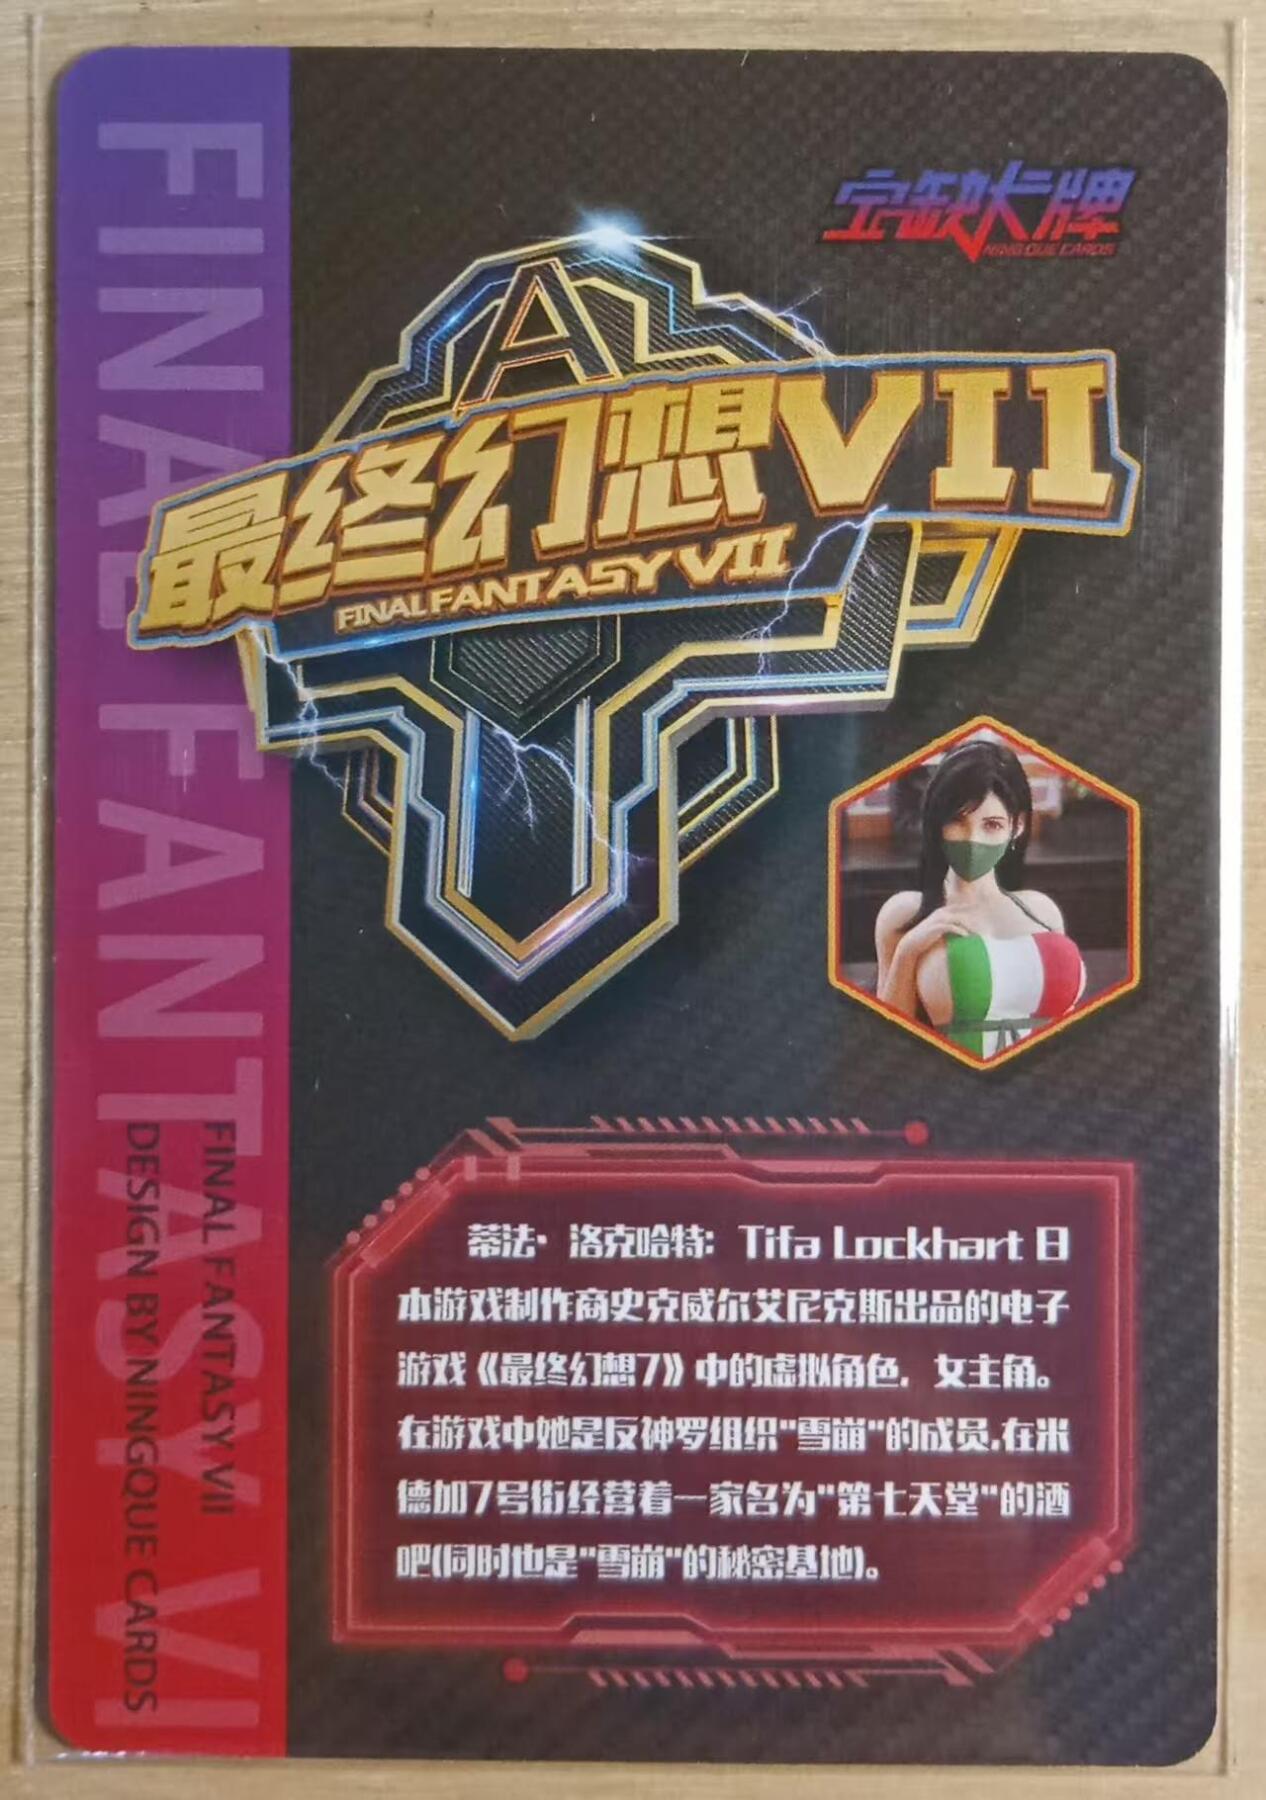 宁缺大牌
NINGQUE CARDS
A
最终幻想VII
FINAL FANTASY VII
FINAL FANTASY VI
FINAL FANTASY VII
DESIGN BY NINGQUE CARDS
蒂法·洛克哈特：Tifa Lockhart 日
本游戏制作商史克威尔艾尼克斯出品的电子
游戏《最终幻想7》中的虚拟角色，女主角。
在游戏中她是反神罗组织"雪崩"的成员,在米
德加7号街经营着一家名为"第七天堂"的酒
吧(同时也是"雪崩"的秘密基地)。